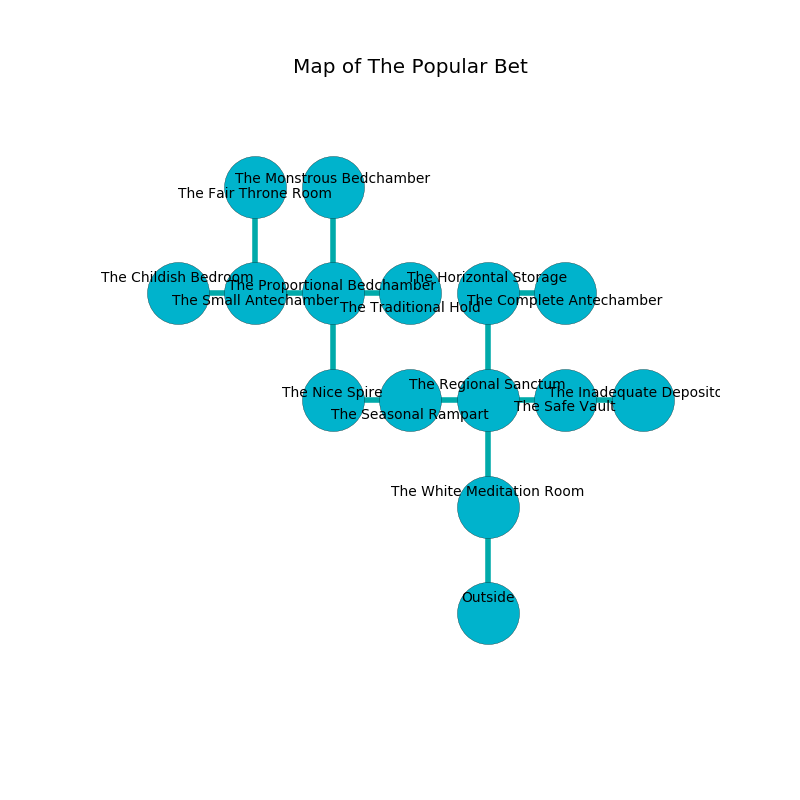 Map of The Popular Bet
The Monstrous Bedchamber
The Fair Throne Room
The Childish Bedroom
The Horizontal Storage
The Proportional Bedchamber
The Small Antechamber
The Complete Antechamber
The Traditional Hold
The Regional Sanctum
The Nice Spire
The Inadequate Deposito
The Safe Vault
The Seasonal Rampart
The White Meditation Room
Outside